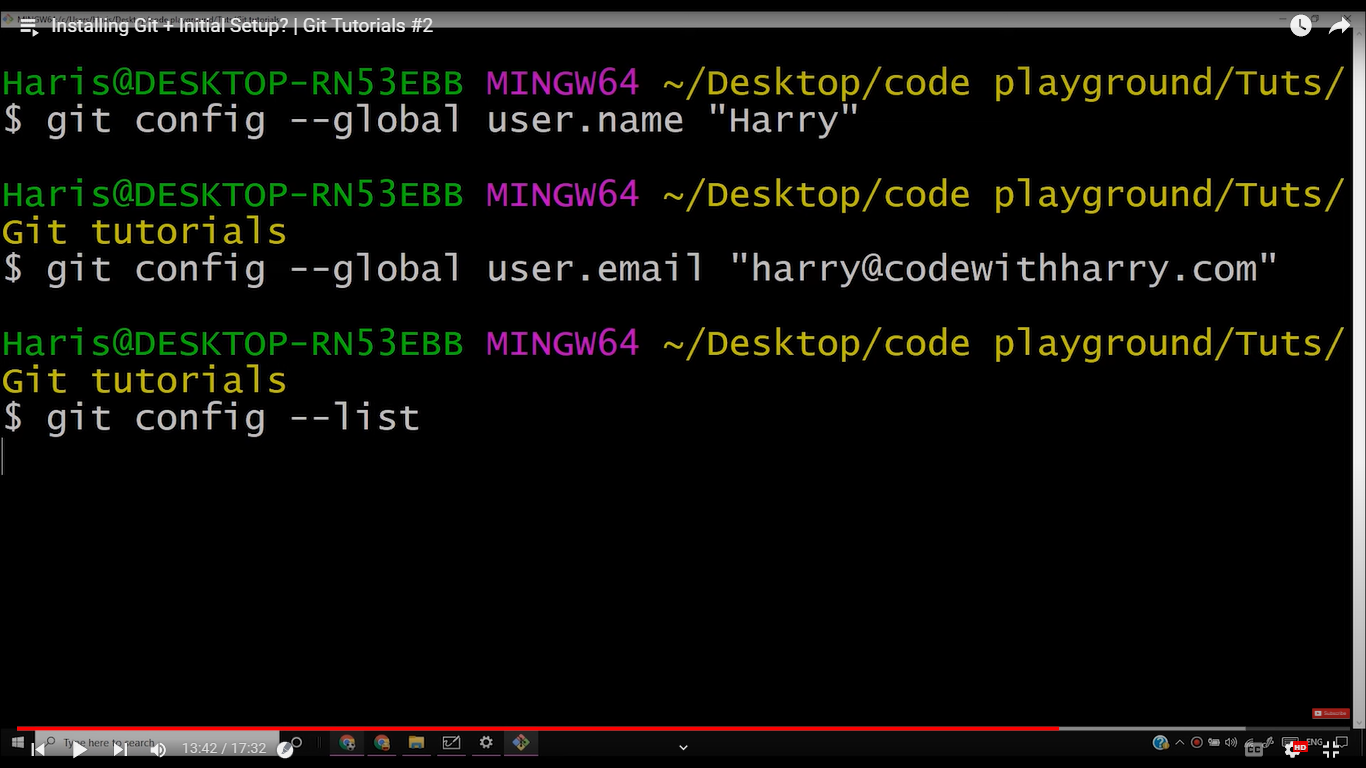 Installing Git + Initial Setup? | Git Tutorials #2
Haris@DESKTOP-RN53EBB MINGW64 ~/Desktop/code playground/Tuts/
$ git config --global user.name "Harry"
Haris@DESKTOP-RN53EBB MINGW64 ~/Desktop/code playground/Tuts/
Git tutorials
$ git config --global user.email "harry@codewithharry.com"
Haris@DESKTOP-RN53EBB MINGW64 ~/Desktop/code playground/Tuts/
Git tutorials
$ git config --list
Subscribe
Type here to search
13:42 / 17:32
CC
HD
ENG